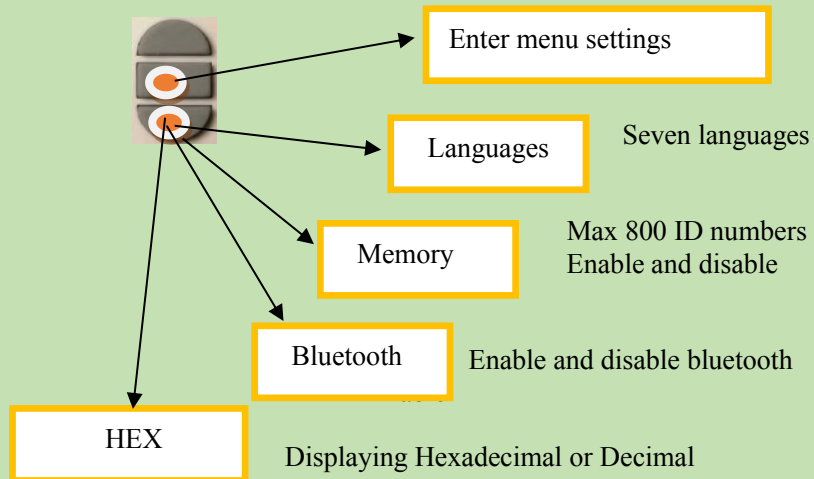 Enter menu settings
Languages
Seven languages
Memory
Max 800 ID numbers
Enable and disable
Bluetooth
Enable and disable bluetooth
HEX
Displaying Hexadecimal or Decimal